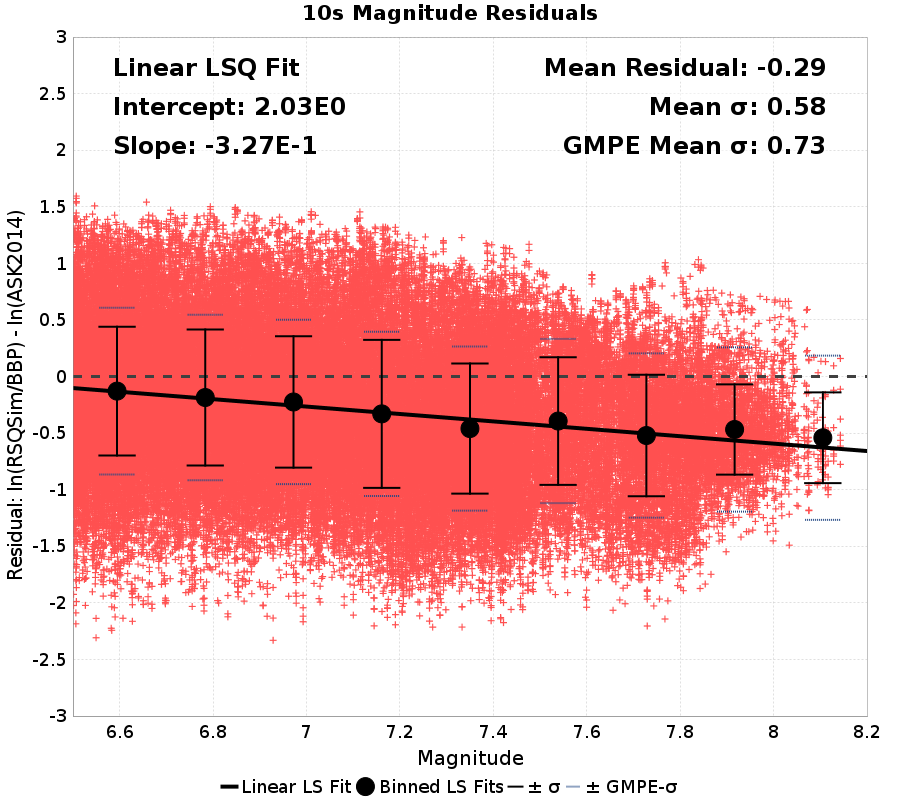 10s Magnitude Residuals
Linear LSQ Fit
Intercept: 2.03E0
Slope: -3.27E-1
Mean Residual: -0.29
Mean σ: 0.58
GMPE Mean σ: 0.73
Residual: ln(RSQSim/BBP) - ln(ASK2014)
3
2.5
2
1.5
1
0.5
0
-0.5
-1
-1.5
-2
-2.5
-3
6.6 6.8 7 7.2 7.4 7.6 7.8 8 8.2
Magnitude
Linear LS Fit Binned LS Fits ± σ ± GMPE-σ